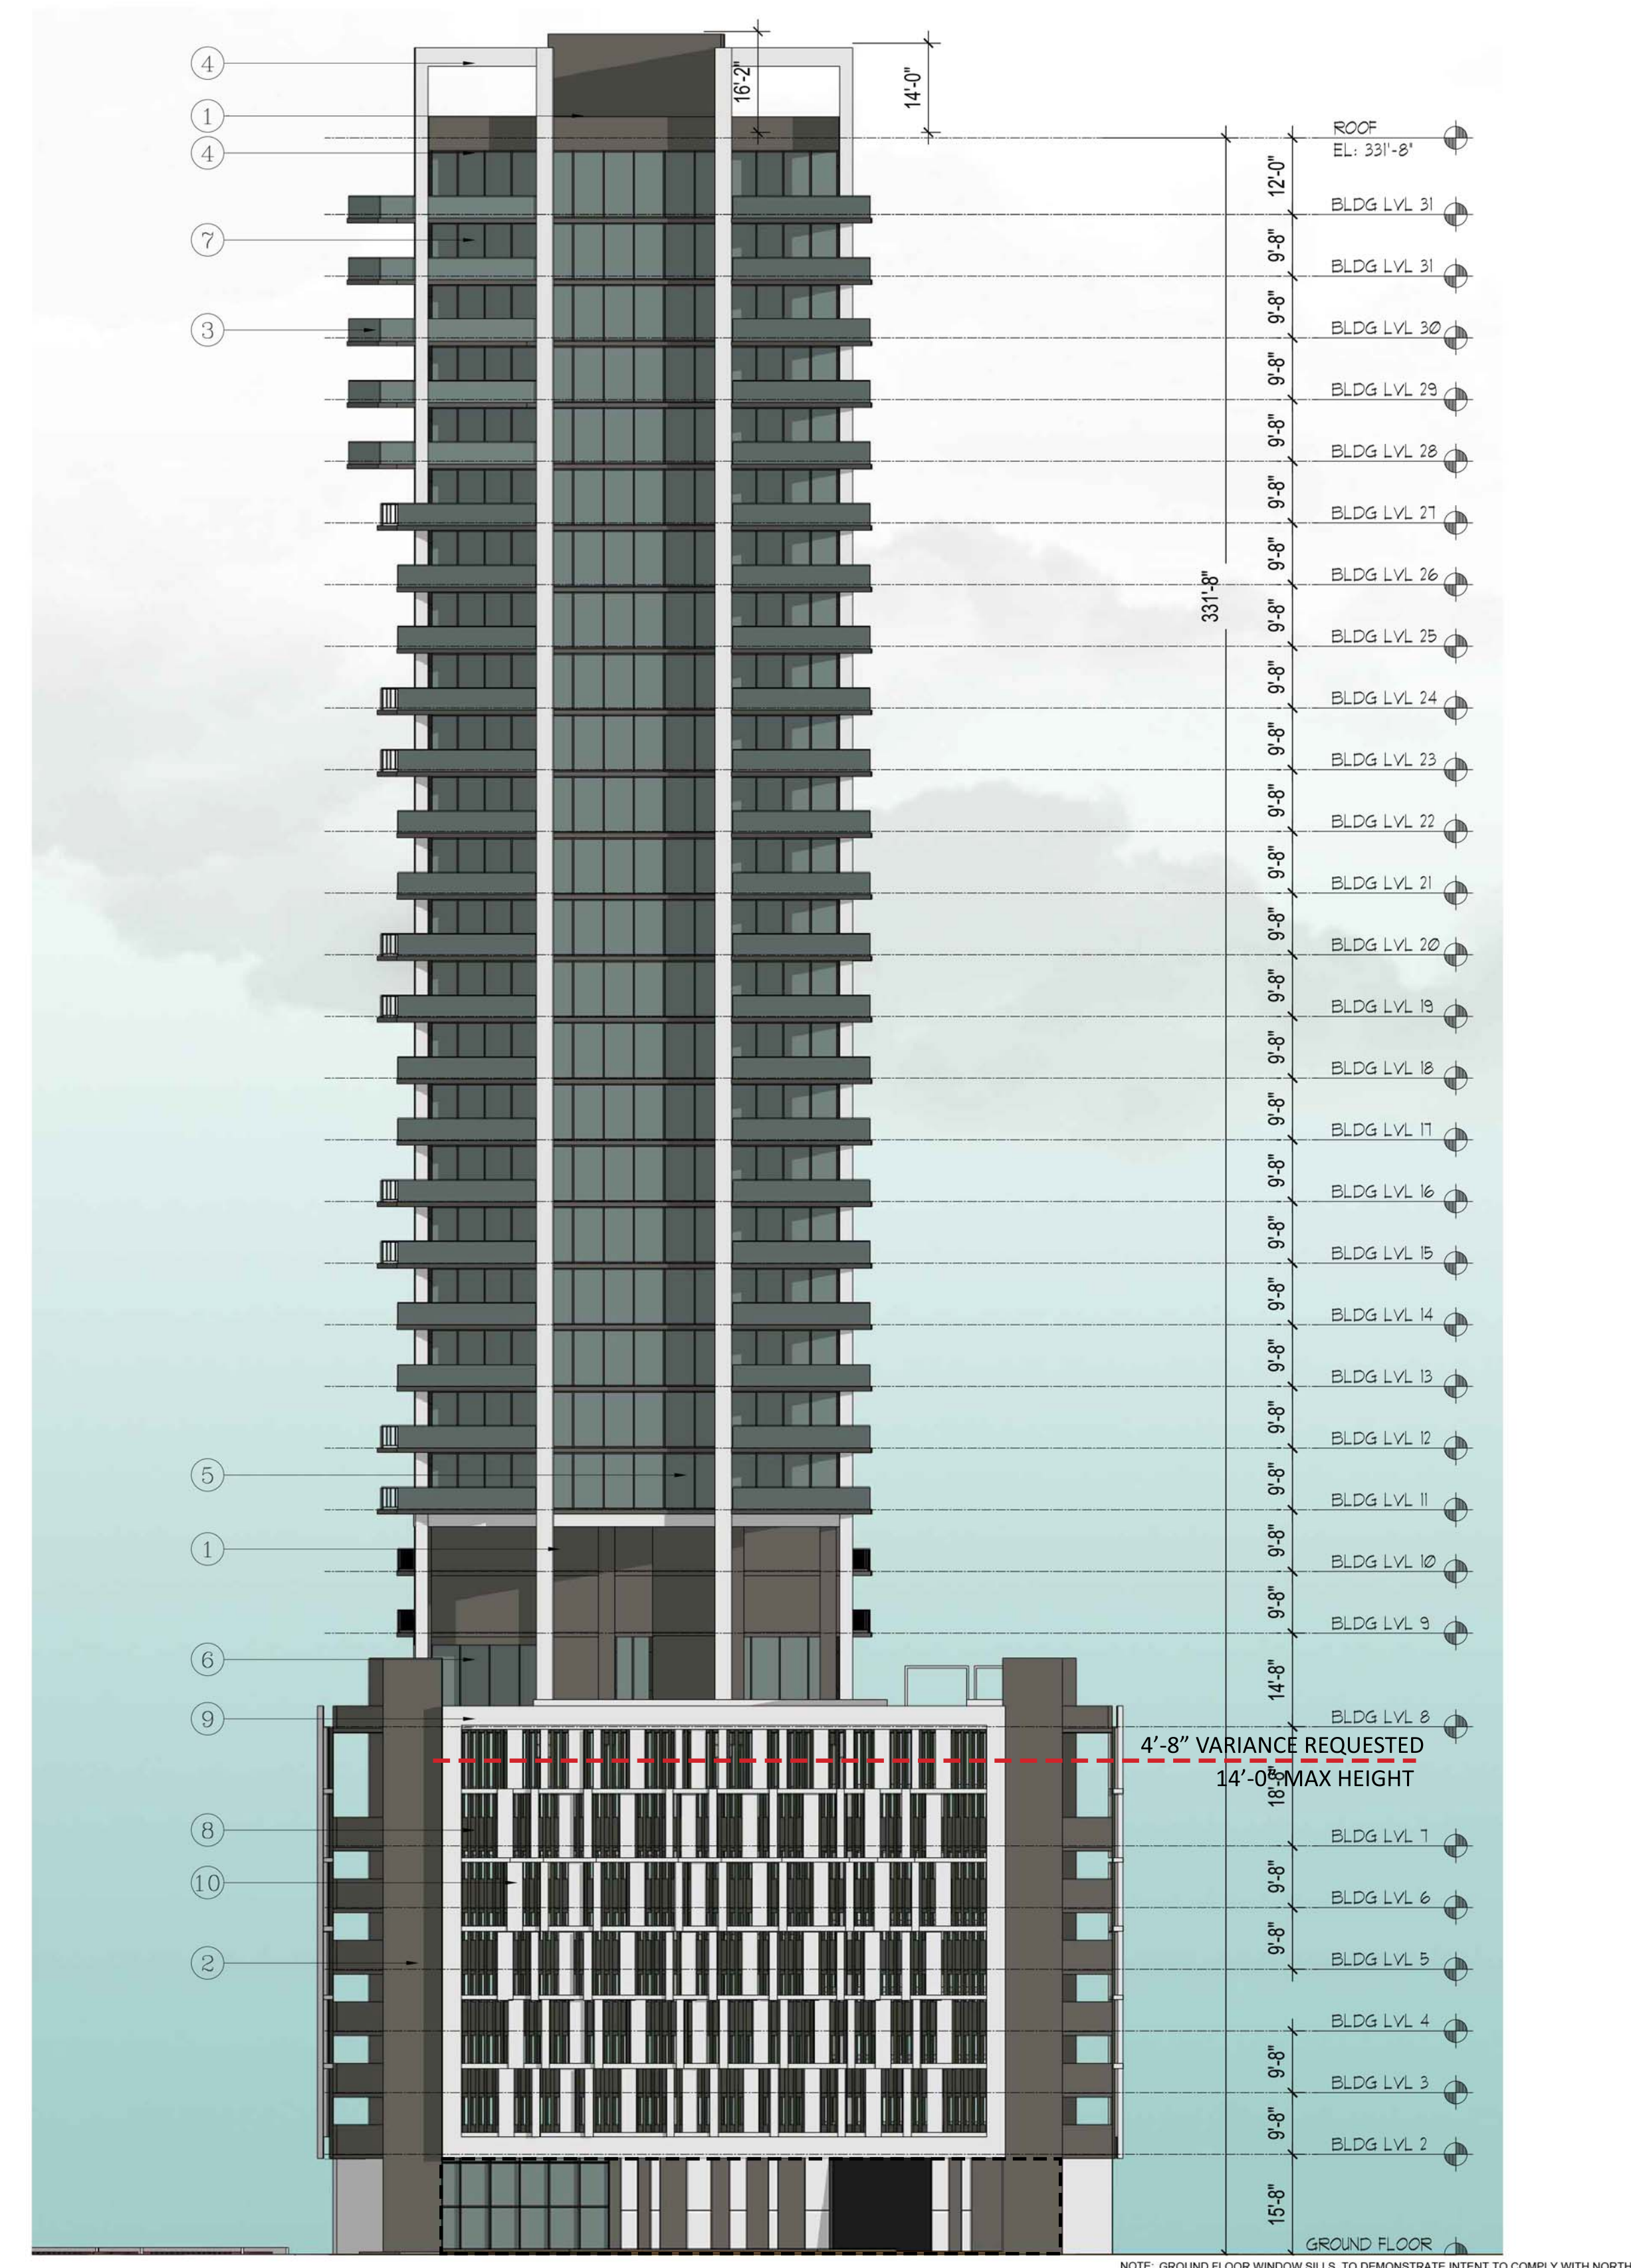 4
16'-2"
14'-0"
1
ROOF
EL: 331'-8"
4
12'-0"
BLDG LVL 31
7
9'-8"
BLDG LVL 31
9'-8"
3
BLDG LVL 30
9'-8"
BLDG LVL 29
9'-8"
BLDG LVL 28
9'-8"
BLDG LVL 27
9'-8"
BLDG LVL 26
331'-8"
9'-8"
BLDG LVL 25
9'-8"
BLDG LVL 24
9'-8"
BLDG LVL 23
9'-8"
BLDG LVL 22
9'-8"
BLDG LVL 21
9'-8"
BLDG LVL 20
9'-8"
BLDG LVL 19
9'-8"
BLDG LVL 18
9'-8"
BLDG LVL 17
9'-8"
BLDG LVL 16
9'-8"
BLDG LVL 15
9'-8"
BLDG LVL 14
9'-8"
BLDG LVL 13
9'-8"
BLDG LVL 12
5
9'-8"
BLDG LVL 11
1
9'-8"
BLDG LVL 10
9'-8"
BLDG LVL 9
6
14'-8"
9
BLDG LVL 8
4'-8" VARIANCE REQUESTED
14'-0" MAX HEIGHT
18'-8"
8
BLDG LVL 7
10
9'-8"
BLDG LVL 6
9'-8"
2
BLDG LVL 5
BLDG LVL 4
9'-8"
BLDG LVL 3
9'-8"
BLDG LVL 2
15'-8"
GROUND FLOOR
NOTE: GROUND FLOOR WINDOW SILLS, TO DEMONSTRATE INTENT TO COMPLY WITH NORTH